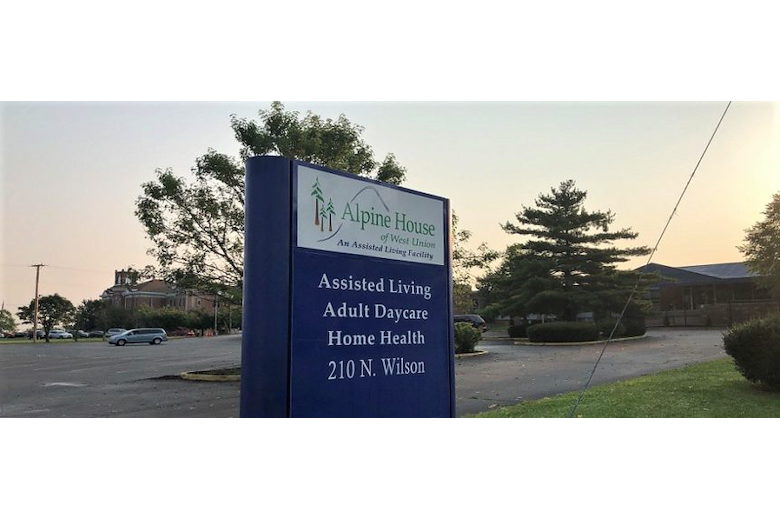 Alpine House
of West Union
An Assisted Living Facility
Assisted Living
Adult Daycare
Home Health
210 N. Wilson